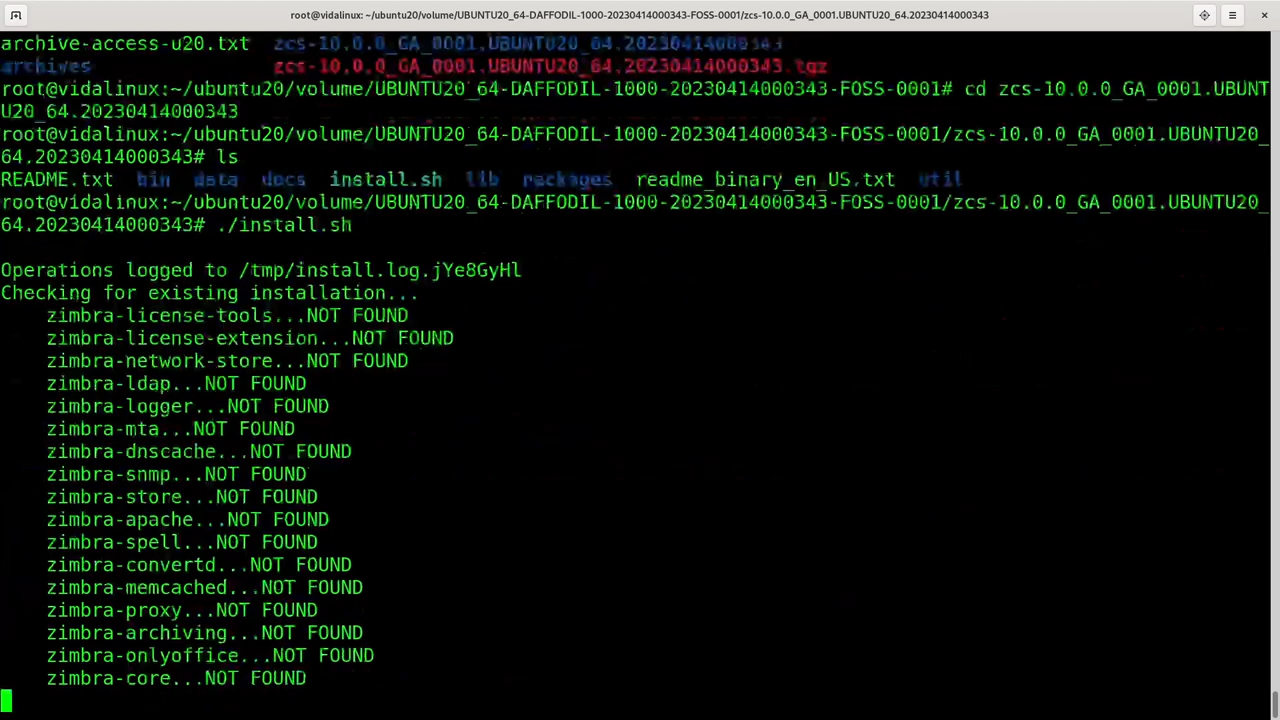 root@vidalinux: ~/ubuntu20/volume/UBUNTU20_64-DAFFODIL-1000-20230414000343-FOSS-0001/zcs-10.0.0_GA_0001.UBUNTU20_64.20230414000343
archive-access-u20.txt zcs-10.0.0_GA_0001.UBUNTU20_64.20230414000343
archives zcs-10.0.0_GA_0001.UBUNTU20_64.20230414000343.tgz
root@vidalinux:~/ubuntu20/volume/UBUNTU20_64-DAFFODIL-1000-20230414000343-FOSS-0001# cd zcs-10.0.0_GA_0001.UBUNT
U20_64.20230414000343
root@vidalinux:~/ubuntu20/volume/UBUNTU20_64-DAFFODIL-1000-20230414000343-FOSS-0001/zcs-10.0.0_GA_0001.UBUNTU20_
64.20230414000343# ls
README.txt bin data docs install.sh lib packages readme_binary_en_US.txt util
root@vidalinux:~/ubuntu20/volume/UBUNTU20_64-DAFFODIL-1000-20230414000343-FOSS-0001/zcs-10.0.0_GA_0001.UBUNTU20_
64.20230414000343# ./install.sh
Operations logged to /tmp/install.log.jYe8GyHl
Checking for existing installation...
zimbra-license-tools...NOT FOUND
zimbra-license-extension...NOT FOUND
zimbra-network-store...NOT FOUND
zimbra-ldap...NOT FOUND
zimbra-logger...NOT FOUND
zimbra-mta...NOT FOUND
zimbra-dnscache...NOT FOUND
zimbra-snmp...NOT FOUND
zimbra-store...NOT FOUND
zimbra-apache...NOT FOUND
zimbra-spell...NOT FOUND
zimbra-convertd...NOT FOUND
zimbra-memcached...NOT FOUND
zimbra-proxy...NOT FOUND
zimbra-archiving...NOT FOUND
zimbra-onlyoffice...NOT FOUND
zimbra-core...NOT FOUND